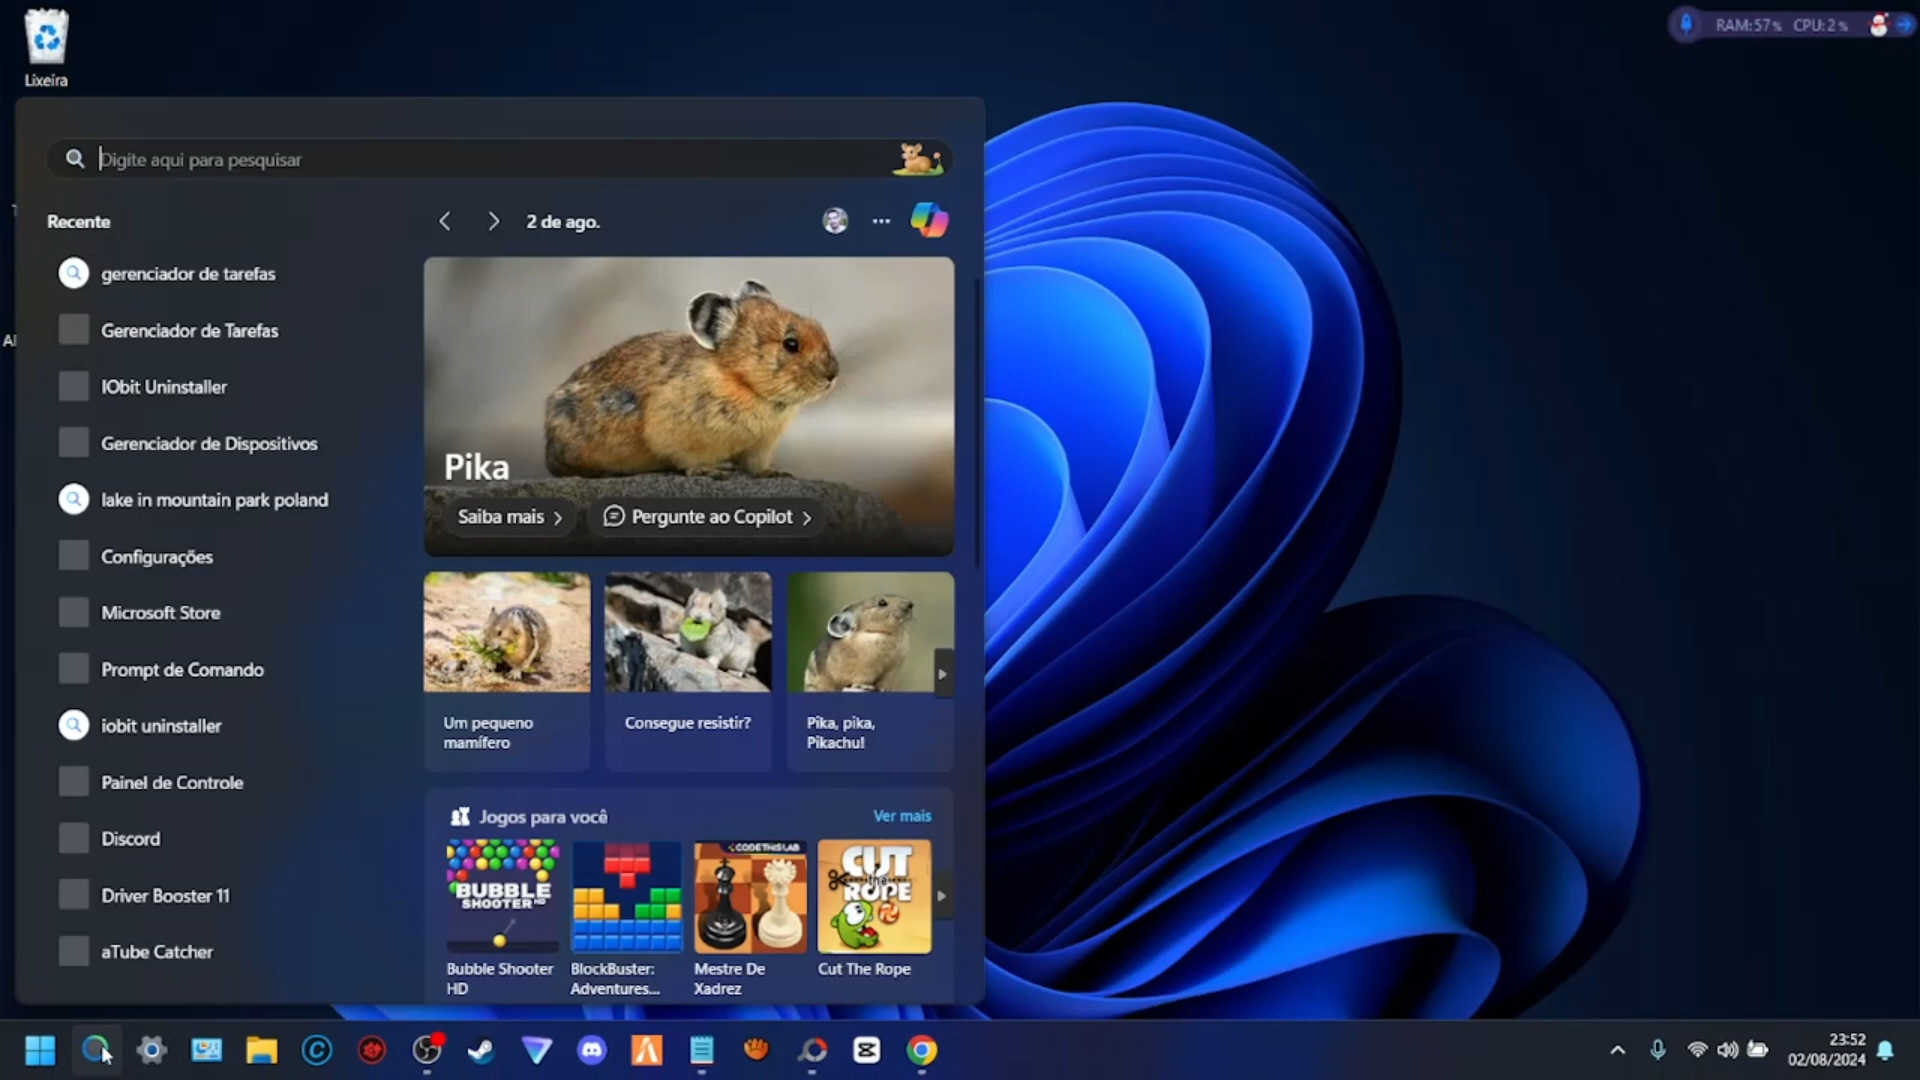 Lixeira
RAM:57% CPU:2%
Digite aqui para pesquisar
Recente
2 de ago.
gerenciador de tarefas
Gerenciador de Tarefas
IObit Uninstaller
Gerenciador de Dispositivos
lake in mountain park poland
Configurações
Microsoft Store
Prompt de Comando
iobit uninstaller
Painel de Controle
Discord
Driver Booster 11
aTube Catcher
Pika
Saiba mais
Pergunte ao Copilot
Um pequeno
mamífero
Consegue resistir?
Pika, pika,
Pikachu!
Jogos para você
Ver mais
BUBBLE
SHOOTER HD
CODETHISLAB
CUT
the
ROPE
Bubble Shooter
HD
BlockBuster:
Adventures...
Mestre De
Xadrez
Cut The Rope
23:52
02/08/2024